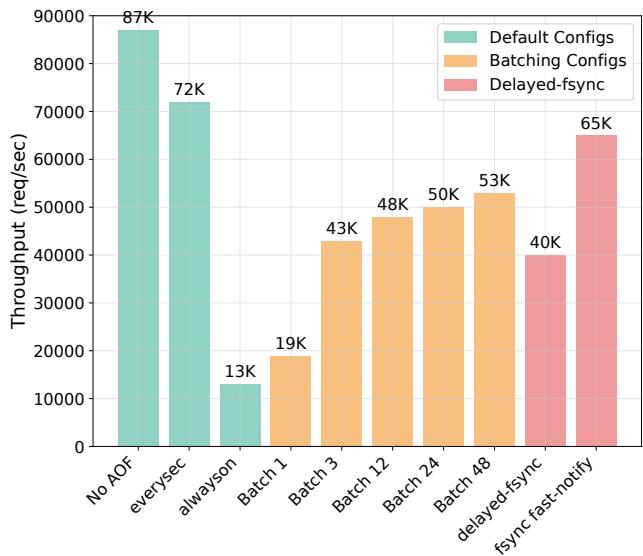 Throughput (req/sec)
90000
80000
70000
60000
50000
40000
30000
20000
10000
0
87K
72K
13K
19K
43K
48K
50K
53K
40K
65K
Default Configs
Batching Configs
Delayed-fsync
No AOF
everysec
alwayson
Batch 1
Batch 3
Batch 12
Batch 24
Batch 48
delayed-fsync
fsync fast-notify